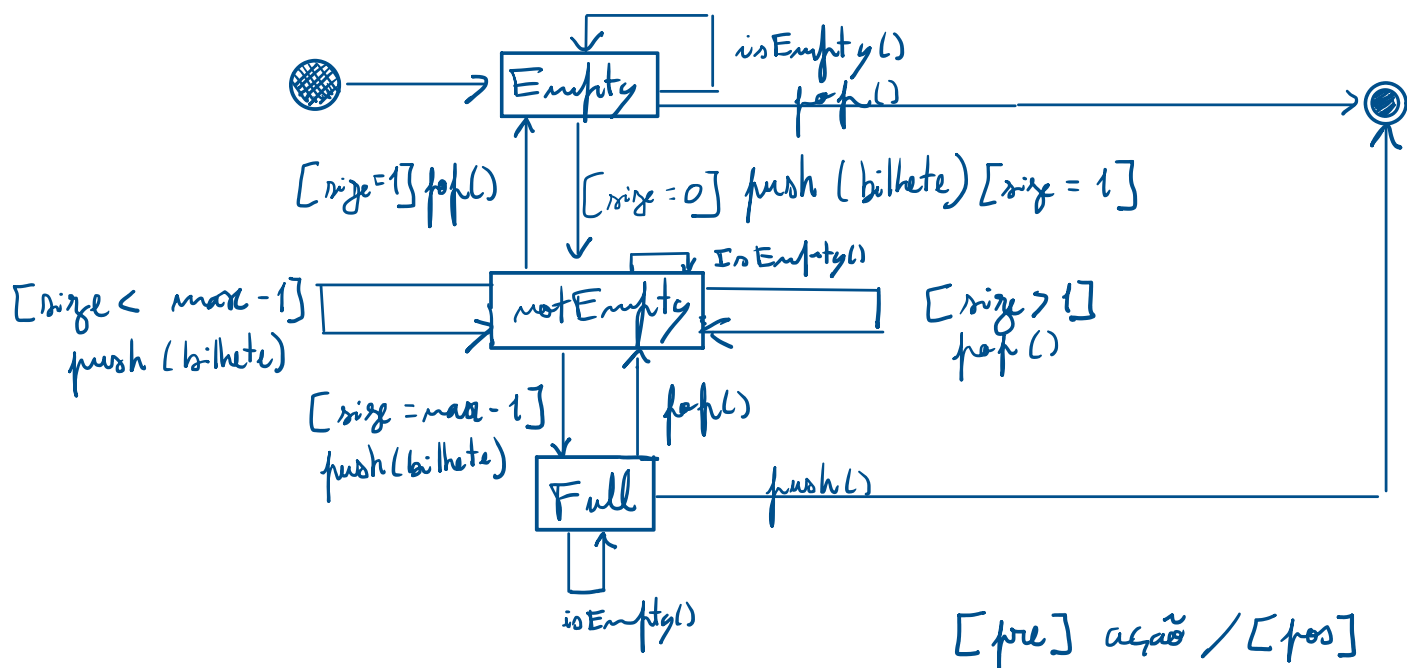 isEmpty()
Empty
pop()
[size=1] pop()
[size=0] push (bilhete) [size = 1]
IsEmpty()
[size < max-1]
push (bilhete)
notEmpty
[size > 1]
pop()
[size = max-1]
push(bilhete)
pop()
Full
push()
isEmpty()
[pre] ação / [pos]